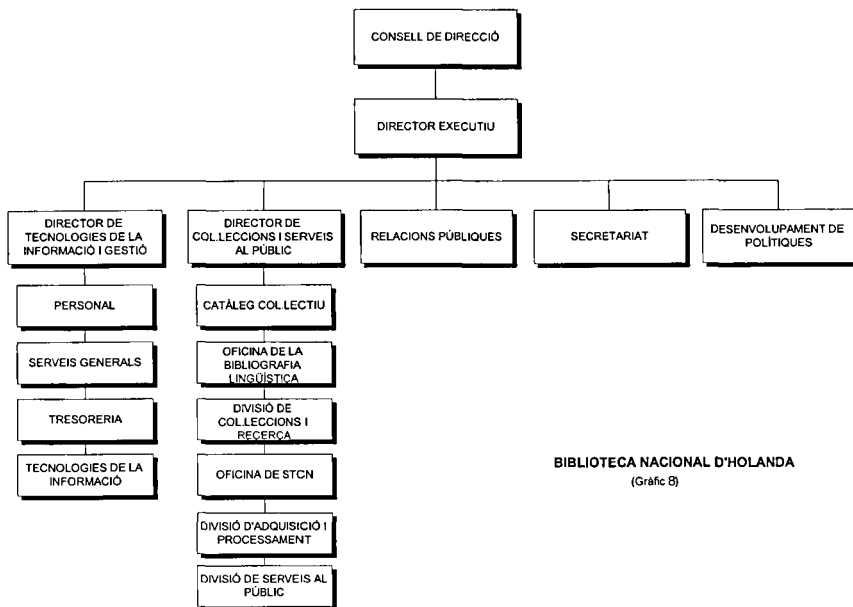 CONSELL DE DIRECCIÓ
DIRECTOR EXECUTIU
DIRECTOR DE
TECNOLOGIES DE LA
INFORMACIÓ I GESTIÓ
DIRECTOR DE
COL.LECCIONS I SERVEIS
AL PÚBLIC
RELACIONS PÚBLIQUES
SECRETARIAT
DESENVOLUPAMENT DE
POLÍTIQUES
PERSONAL
SERVEIS GENERALS
TRESORERIA
TECNOLOGIES DE LA
INFORMACIÓ
CATÀLEG COL.LECTIU
OFICINA DE LA
BIBLIOGRAFIA
LINGÜÍSTICA
DIVISIÓ DE
COL.LECCIONS I
REÇERÇA
OFICINA DE STCN
DIVISIÓ D'ADQUISICIÓ I
PROCESSAMENT
DIVISIÓ DE SERVEIS AL
PÚBLIC
BIBLIOTECA NACIONAL D'HOLANDA
(Gràfic 8)